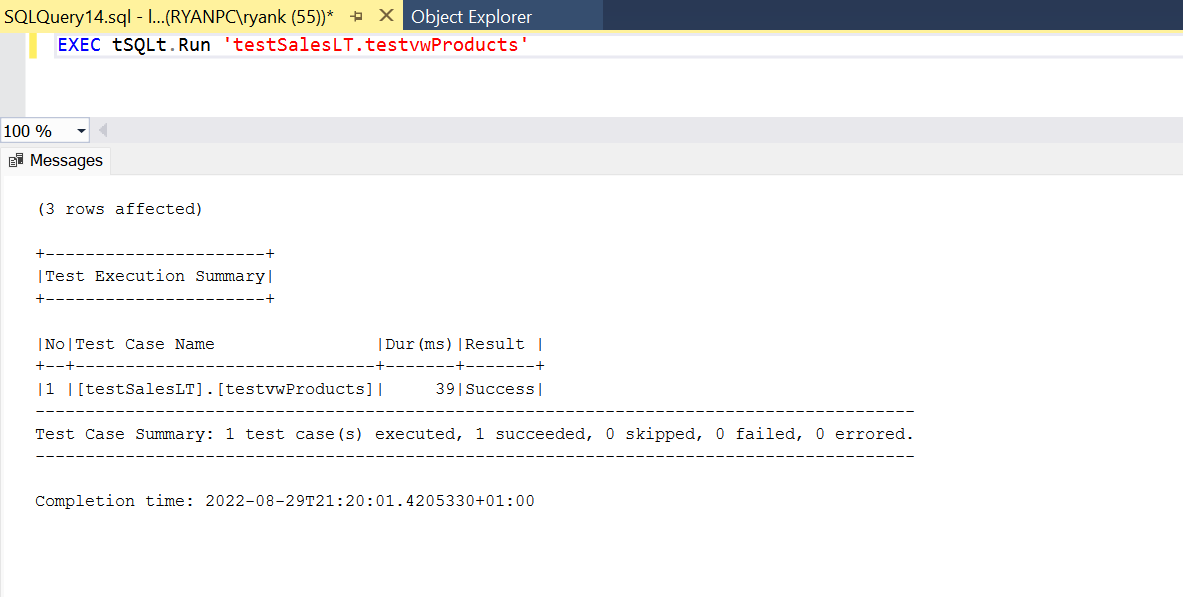 SQLQuery14.sql - l...(RYANPC\ryank (55))* Object Explorer
EXEC tSQLt.Run 'testSalesLT.testvwProducts'
100 %
Messages
(3 rows affected)
+----------------------+
|Test Execution Summary|
+----------------------+
|No|Test Case Name                |Dur(ms)|Result |
+--+------------------------------+-------+-------+
|1 |[testSalesLT].[testvwProducts]|     39|Success|
----------------------------------------------------------------------------------------
Test Case Summary: 1 test case(s) executed, 1 succeeded, 0 skipped, 0 failed, 0 errored.
----------------------------------------------------------------------------------------
Completion time: 2022-08-29T21:20:01.4205330+01:00